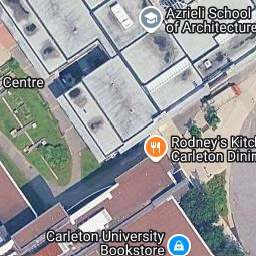 Azrieli School
of Architecture
Centre
Rodney's Kitc
Carleton Dinin
Carleton University
Bookstore